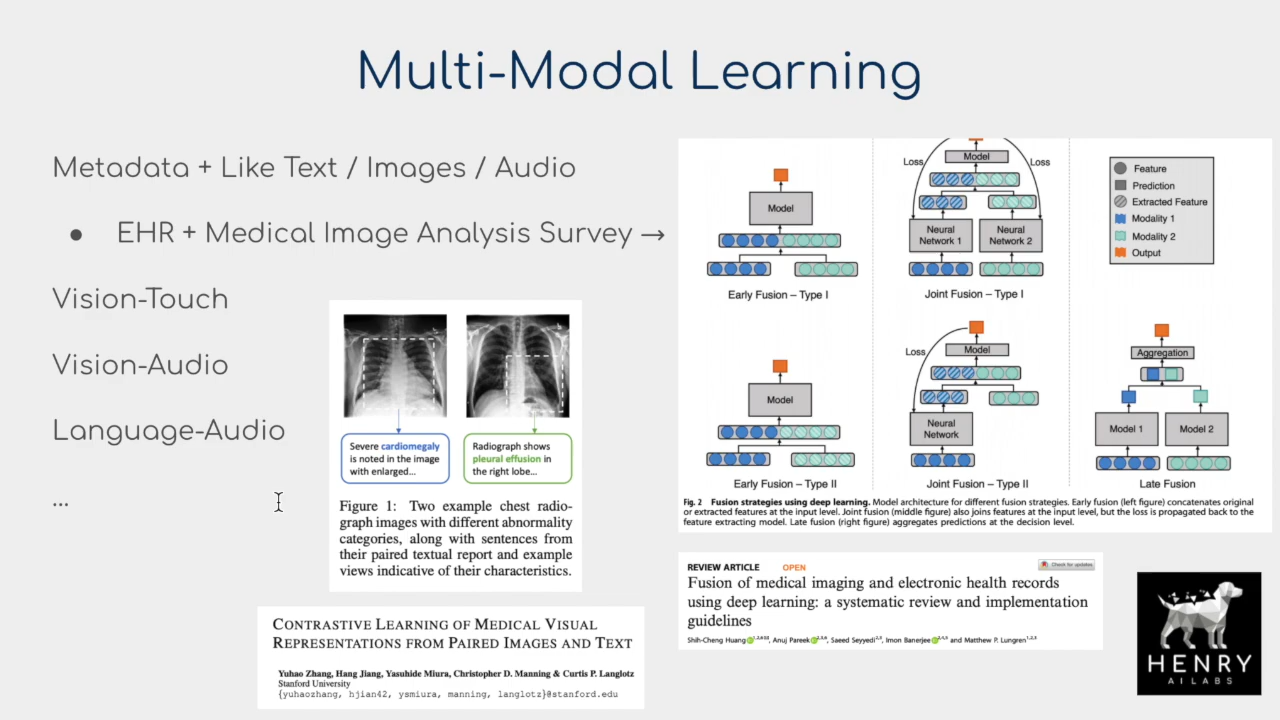 Multi-Modal Learning
Metadata + Like Text / Images / Audio
● EHR + Medical Image Analysis Survey →
Vision-Touch
Vision-Audio
Language-Audio
...
Severe cardiomegaly
is noted in the image
with enlarged...
Radiograph shows
pleural effusion in
the right lobe...
Figure 1: Two example chest radio-
graph images with different abnormality
categories, along with sentences from
their paired textual report and example
views indicative of their characteristics.
CONTRASTIVE LEARNING OF MEDICAL VISUAL
REPRESENTATIONS FROM PAIRED IMAGES AND TEXT
Yuhao Zhang, Hang Jiang, Yasuhide Miura, Christopher D. Manning & Curtis P. Langlotz
Stanford University
{yuhaozhang, hjian42, ysmiura, manning, langlotz}@stanford.edu
Model
Early Fusion – Type I
Loss
Model
Loss
Neural
Network 1
Neural
Network 2
Joint Fusion – Type I
Feature
Prediction
Extracted Feature
Modality 1
Modality 2
Output
Model
Early Fusion – Type II
Loss
Model
Neural
Network
Joint Fusion – Type II
Aggregation
Model 1
Model 2
Late Fusion
Fig. 2 Fusion strategies using deep learning. Model architecture for different fusion strategies. Early fusion (left figure) concatenates original
or extracted features at the input level. Joint fusion (middle figure) also joins features at the input level, but the loss is propagated back to the
feature extracting model. Late fusion (right figure) aggregates predictions at the decision level.
REVIEW ARTICLE OPEN
Check for updates
Fusion of medical imaging and electronic health records
using deep learning: a systematic review and implementation
guidelines
Shih-Cheng Huang, Anuj Pareek, Saeed Seyyedi, Imon Banerjee and Matthew P. Lungren
HENRY
AI LABS